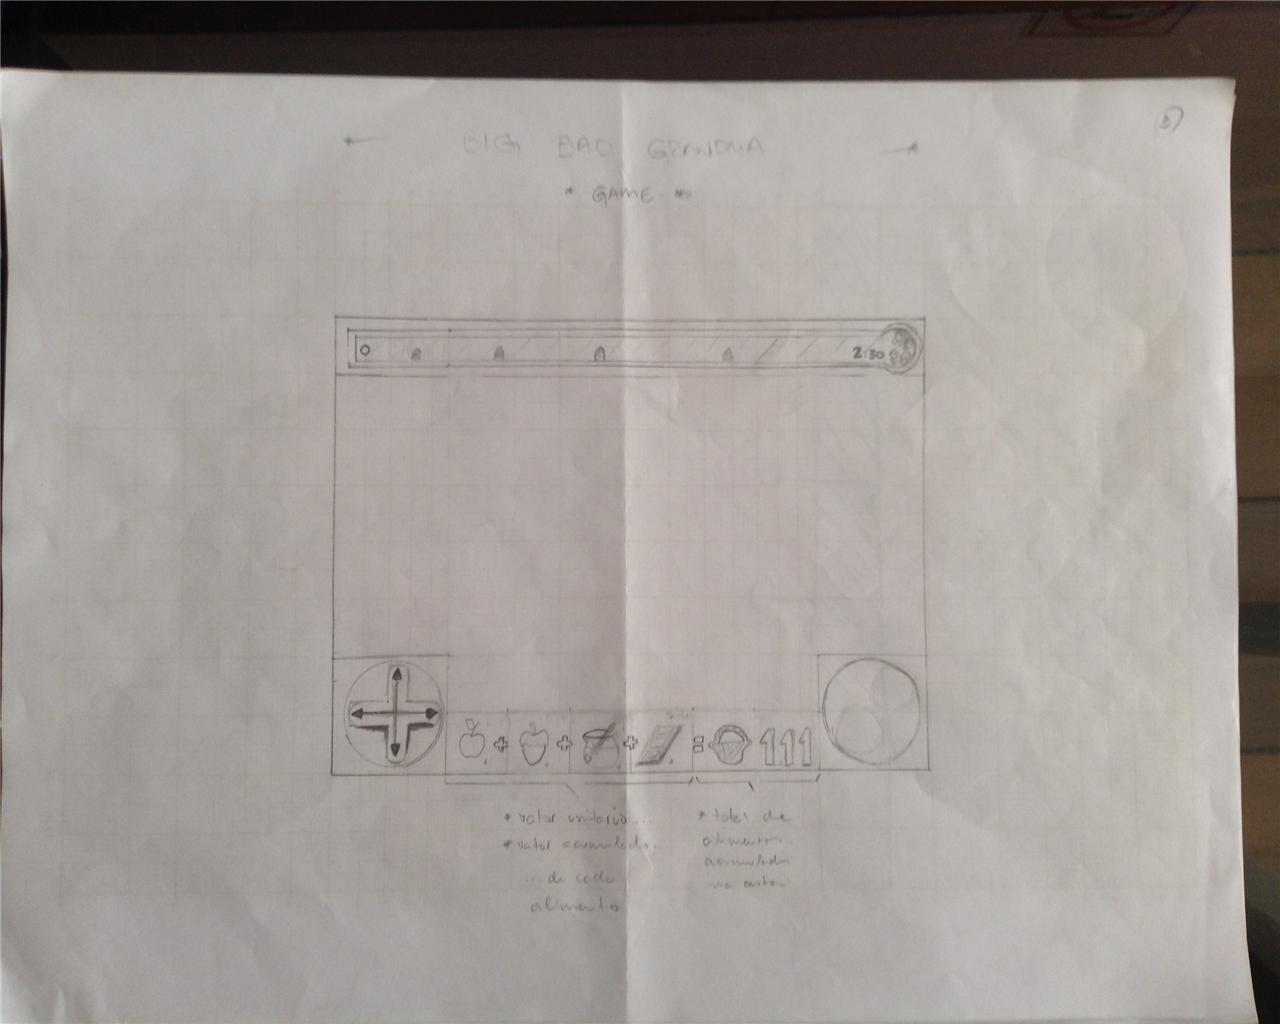 3
BIG BAD GRANDMA
* GAME *
2:30
+ + + = 111
* valor unitario...
* valor acumulado..
... de cada
alimento
* total de
alimentos
acumulados
na cesta